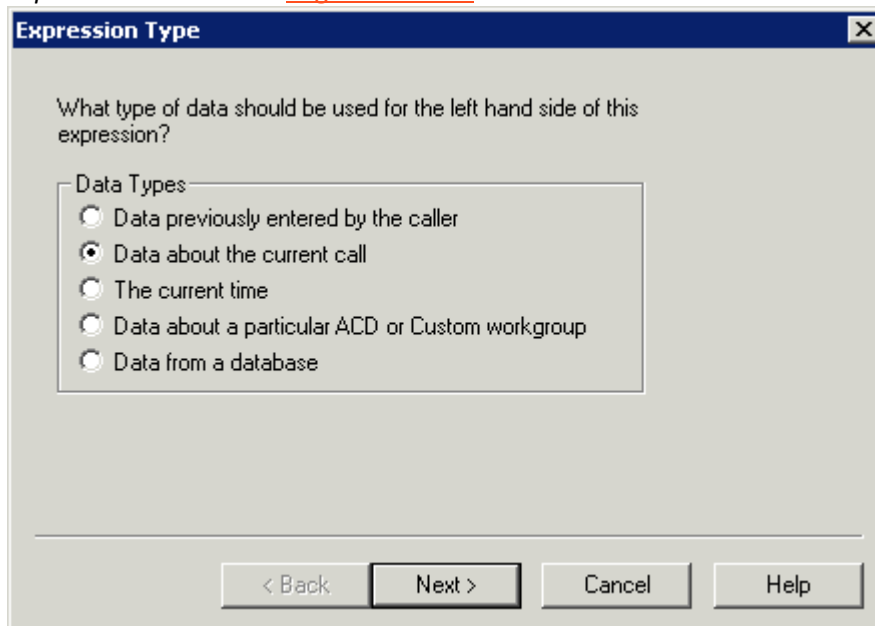 Expression Type
What type of data should be used for the left hand side of this
expression?
Data Types
Data previously entered by the caller
Data about the current call
The current time
Data about a particular ACD or Custom workgroup
Data from a database
< Back
Next >
Cancel
Help